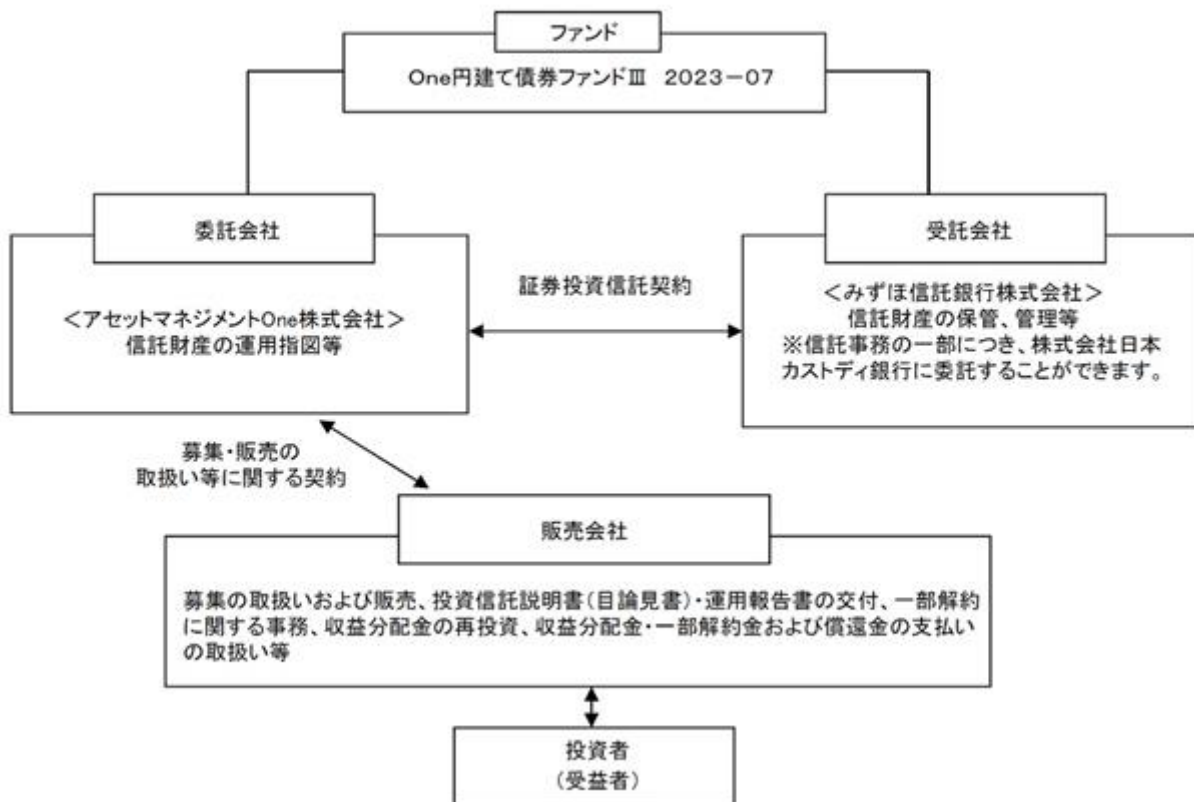 ファンド
One円建て債券ファンドⅢ 2023－07
委託会社
＜アセットマネジメントOne株式会社＞
信託財産の運用指図等
証券投資信託契約
受託会社
＜みずほ信託銀行株式会社＞
信託財産の保管、管理等
※信託事務の一部につき、株式会社日本
カストディ銀行に委託することができます。
募集・販売の
取扱い等に関する契約
販売会社
募集の取扱いおよび販売、投資信託説明書(目論見書)・運用報告書の交付、一部解約
に関する事務、収益分配金の再投資、収益分配金・一部解約金および償還金の支払い
の取扱い等
投資者
（受益者）